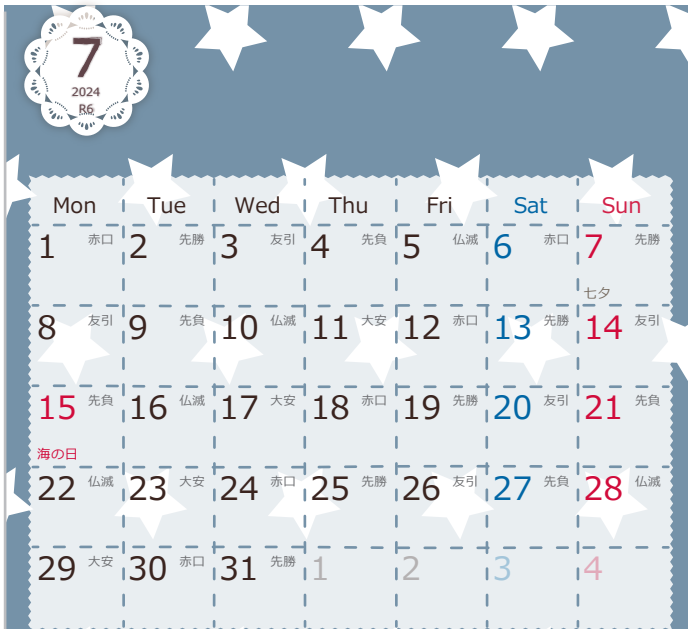 7
2024
R6
Mon Tue Wed Thu Fri Sat Sun
1 赤口 2 先勝 3 友引 4 先負 5 仏滅 6 赤口 7 先勝
七夕
8 友引 9 先負 10 仏滅 11 大安 12 赤口 13 先勝 14 友引
15 先負 16 仏滅 17 大安 18 赤口 19 先勝 20 友引 21 先負
海の日
22 仏滅 23 大安 24 赤口 25 先勝 26 友引 27 先負 28 仏滅
29 大安 30 赤口 31 先勝 1 2 3 4